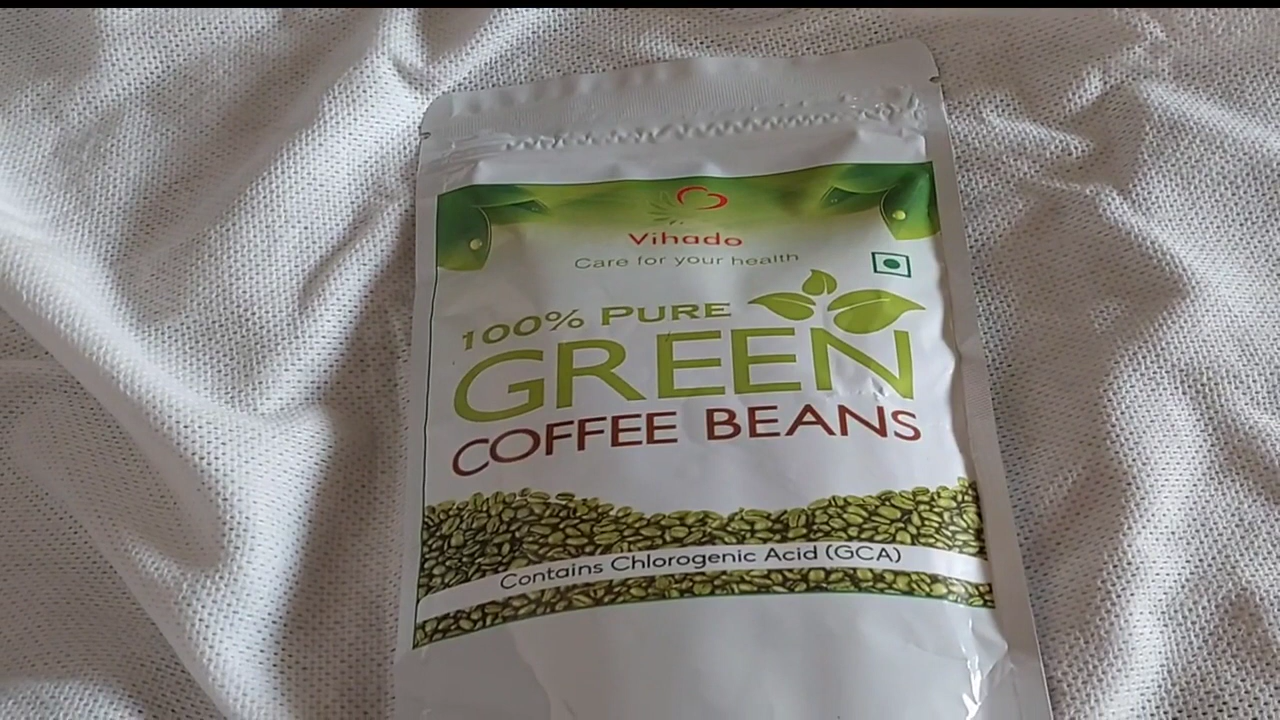 Vihado
Care for your health
100% PURE
GREEN
COFFEE BEANS
Contains Chlorogenic Acid (GCA)